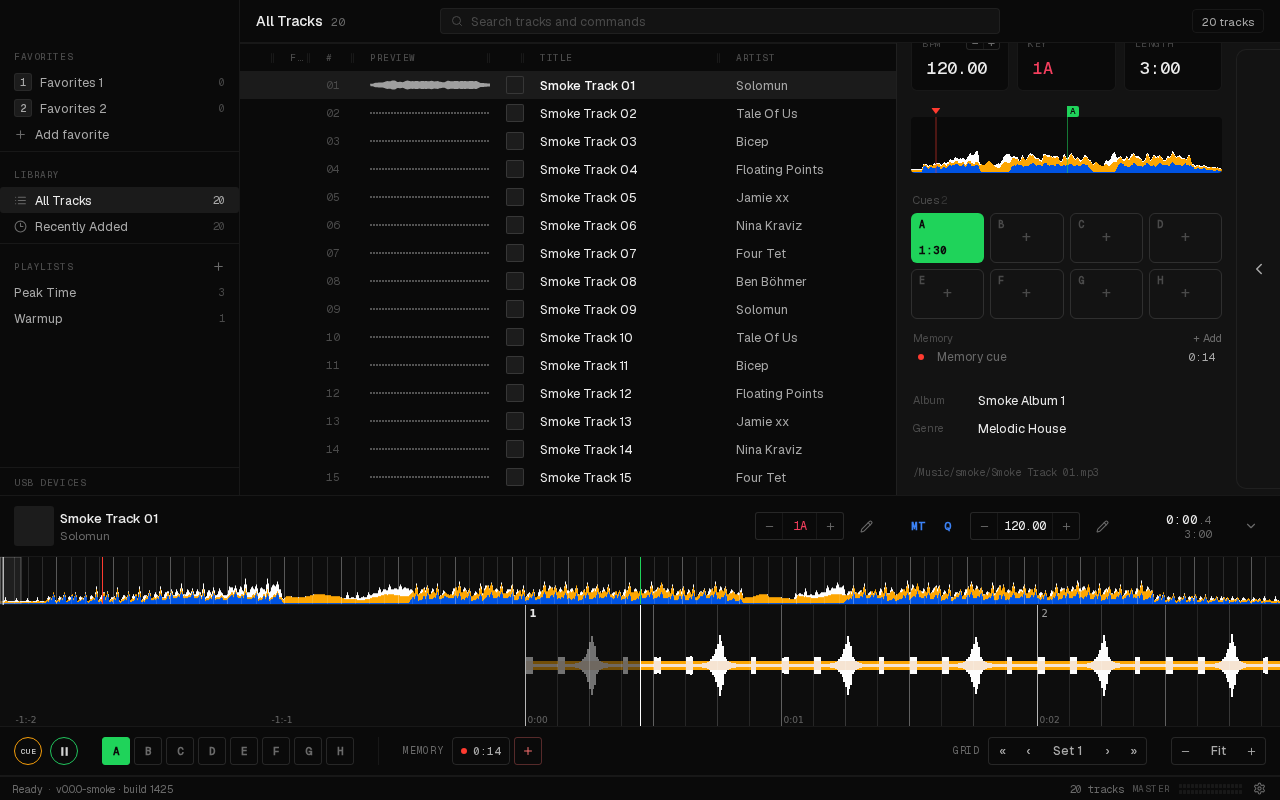 All Tracks 20
Search tracks and commands
20 tracks
FAVORITES
1 Favorites 1 0
2 Favorites 2 0
+ Add favorite
LIBRARY
All Tracks 20
Recently Added 20
PLAYLISTS +
Peak Time 3
Warmup 1
USB DEVICES
F… # PREVIEW TITLE ARTIST
01 Smoke Track 01 Solomun
02 Smoke Track 02 Tale Of Us
03 Smoke Track 03 Bicep
04 Smoke Track 04 Floating Points
05 Smoke Track 05 Jamie xx
06 Smoke Track 06 Nina Kraviz
07 Smoke Track 07 Four Tet
08 Smoke Track 08 Ben Böhmer
09 Smoke Track 09 Solomun
10 Smoke Track 10 Tale Of Us
11 Smoke Track 11 Bicep
12 Smoke Track 12 Floating Points
13 Smoke Track 13 Jamie xx
14 Smoke Track 14 Nina Kraviz
15 Smoke Track 15 Four Tet
BPM − + KEY LENGTH
120.00 1A 3:00
A
Cues 2
A B + C + D +
1:30
E + F + G + H +
Memory + Add
Memory cue 0:14
Album Smoke Album 1
Genre Melodic House
/Music/smoke/Smoke Track 01.mp3
Smoke Track 01
Solomun
− 1A + MT Q − 120.00 + 0:00.4
3:00
1 2
-1:-2 -1:-1 0:00 0:01 0:02
CUE A B C D E F G H MEMORY 0:14 + GRID « ‹ Set 1 › » − Fit +
Ready · v0.0.0-smoke · build 1425 20 tracks MASTER